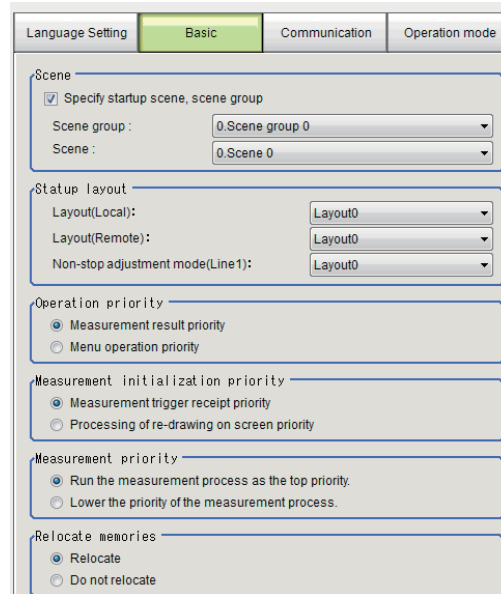 Language Setting Basic Communication Operation mode
Scene
Specify startup scene, scene group
Scene group : 0.Scene group 0
Scene : 0.Scene 0
Statup layout
Layout(Local): Layout0
Layout(Remote): Layout0
Non-stop adjustment mode(Line1): Layout0
Operation priority
Measurement result priority
Menu operation priority
Measurement initialization priority
Measurement trigger receipt priority
Processing of re-drawing on screen priority
Measurement priority
Run the measurement process as the top priority.
Lower the priority of the measurement process.
Relocate memories
Relocate
Do not relocate